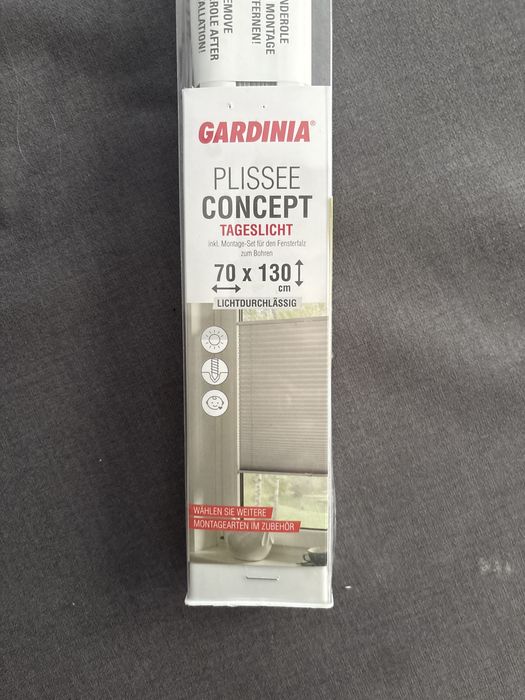 NDEROLE
MONTAGE
FERNEN!
EMOVE
ROLE AFTER
ALLATION!
GARDINIA®
PLISSEE
CONCEPT
TAGESLICHT
inkl. Montage-Set für den Fensterfalz
zum Bohren
70 x 130
cm
LICHTDURCHLÄSSIG
WÄHLEN SIE WEITERE
MONTAGEARTEN IM ZUBEHÖR